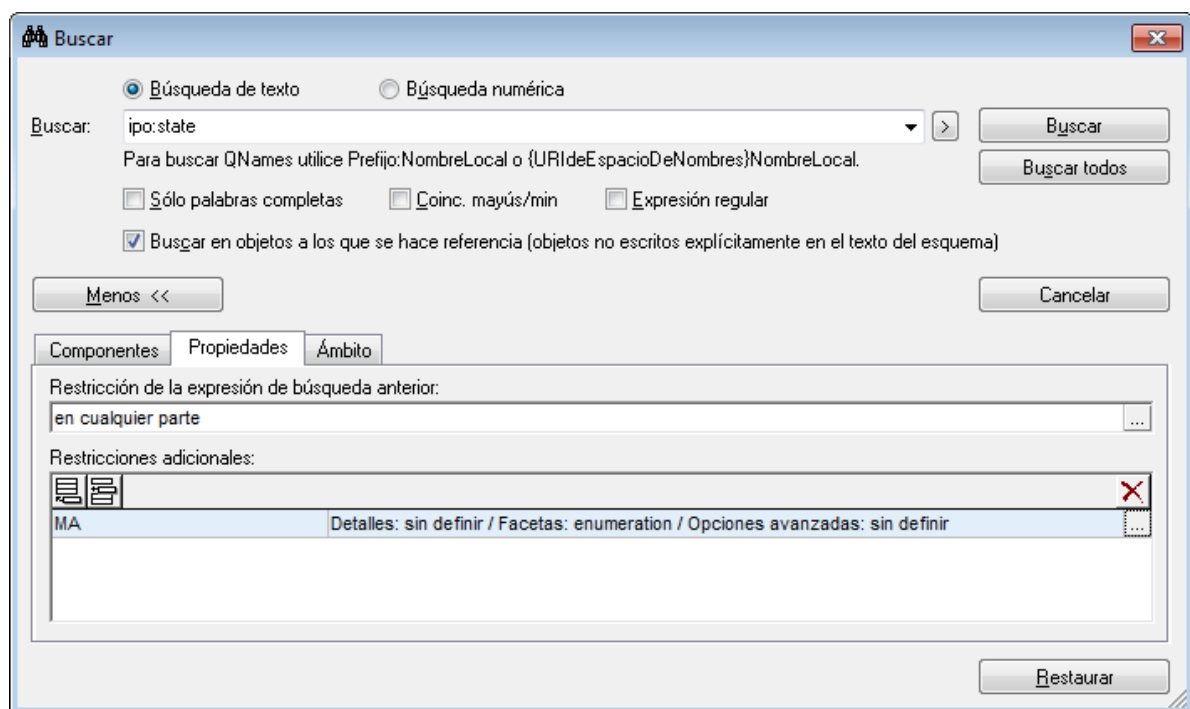 Buscar
Búsqueda de texto Búsqueda numérica
Buscar: ipo:state > Buscar
Para buscar QNames utilice Prefijo:NombreLocal o {URIdeEspacioDeNombres}NombreLocal.
Buscar todos
Sólo palabras completas Coinc. mayús/min Expresión regular
Buscar en objetos a los que se hace referencia (objetos no escritos explícitamente en el texto del esquema)
Menos << Cancelar
Componentes Propiedades Ámbito
Restricción de la expresión de búsqueda anterior:
en cualquier parte ...
Restricciones adicionales:
MA Detalles: sin definir / Facetas: enumeration / Opciones avanzadas: sin definir ...
Restaurar